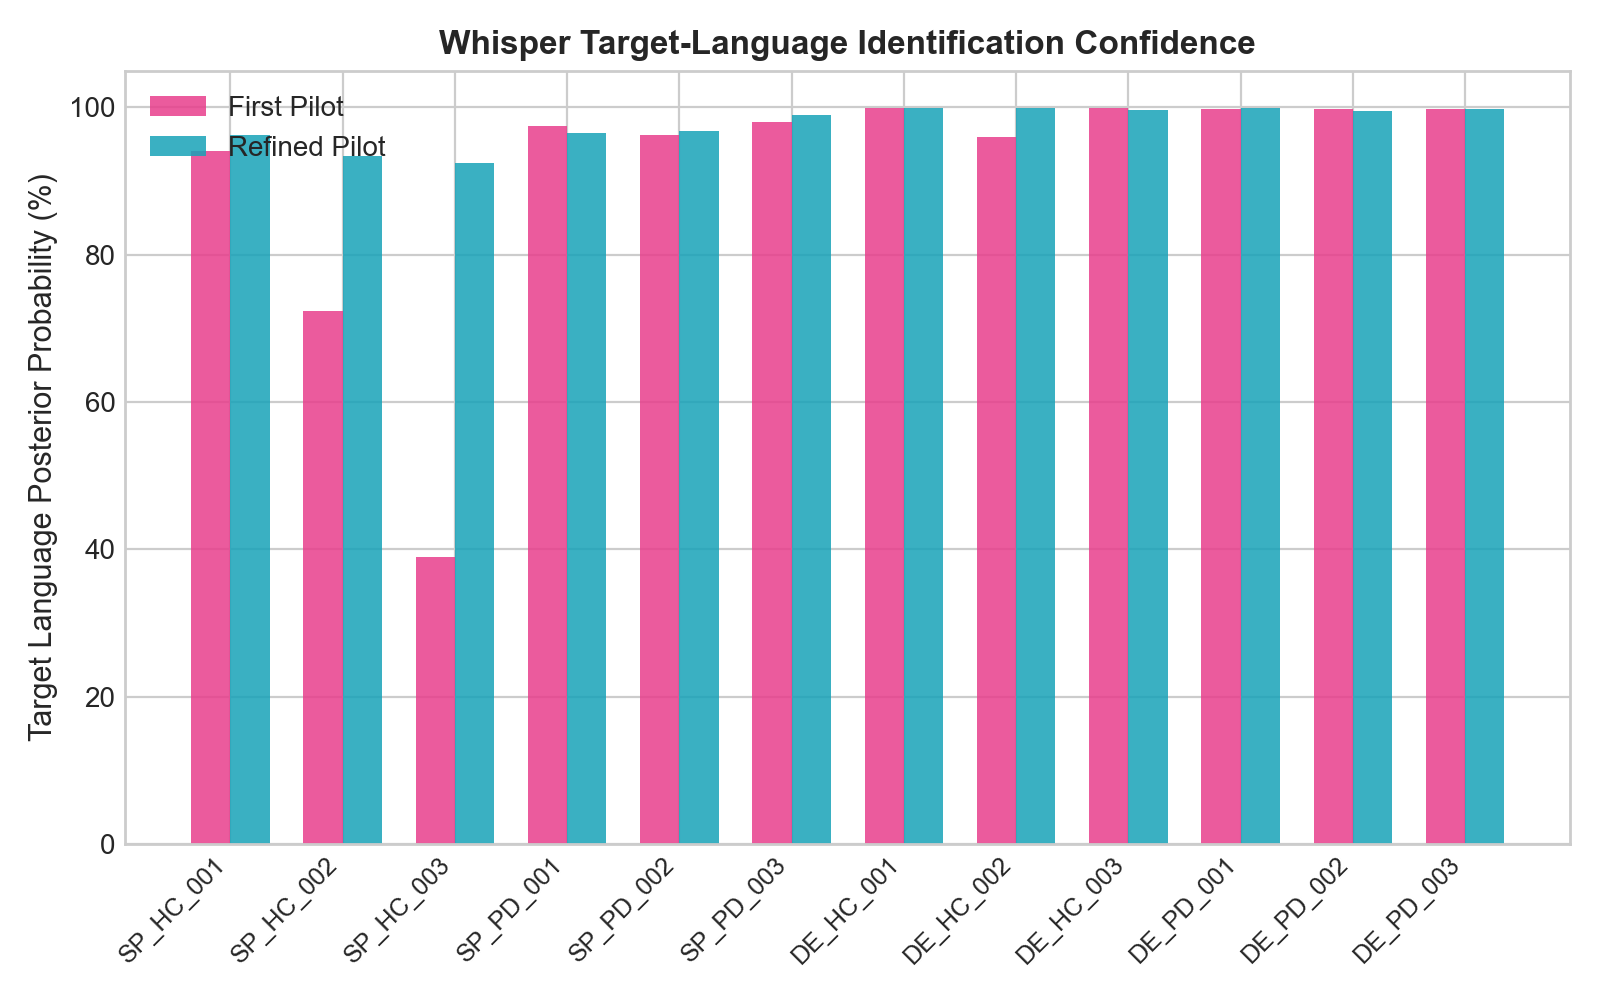 Whisper Target-Language Identification Confidence
First Pilot
Refined Pilot
Target Language Posterior Probability (%)
100
80
60
40
20
0
SP_HC_001
SP_HC_002
SP_HC_003
SP_PD_001
SP_PD_002
SP_PD_003
DE_HC_001
DE_HC_002
DE_HC_003
DE_PD_001
DE_PD_002
DE_PD_003